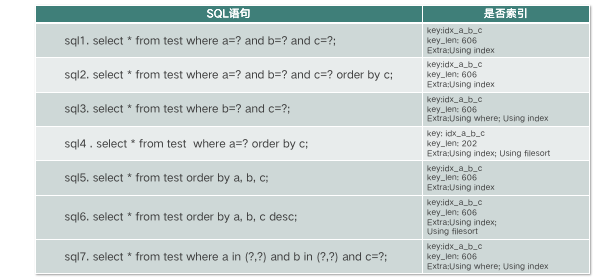 SQL语句
是否索引
sql1. select * from test where a=? and b=? and c=?;
key:idx_a_b_c
key_len: 606
Extra:Using index
sql2. select * from test where a=? and b=? and c=? order by c;
key:idx_a_b_c
key_len: 606
Extra:Using index
sql3. select * from test where b=? and c=?;
key:idx_a_b_c
key_len: 606
Extra:Using where; Using index
sql4 . select * from test  where a=? order by c;
key: idx_a_b_c
key_len: 202
Extra:Using index; Using filesort
sql5. select * from test order by a, b, c;
key:idx_a_b_c
key_len: 606
Extra:Using index
sql6. select * from test order by a, b, c desc;
key:idx_a_b_c
key_len: 606
Extra:Using index;
Using filesort
sql7. select * from test where a in (?,?) and b in (?,?) and c=?;
key:idx_a_b_c
key_len: 606
Extra:Using where; Using index